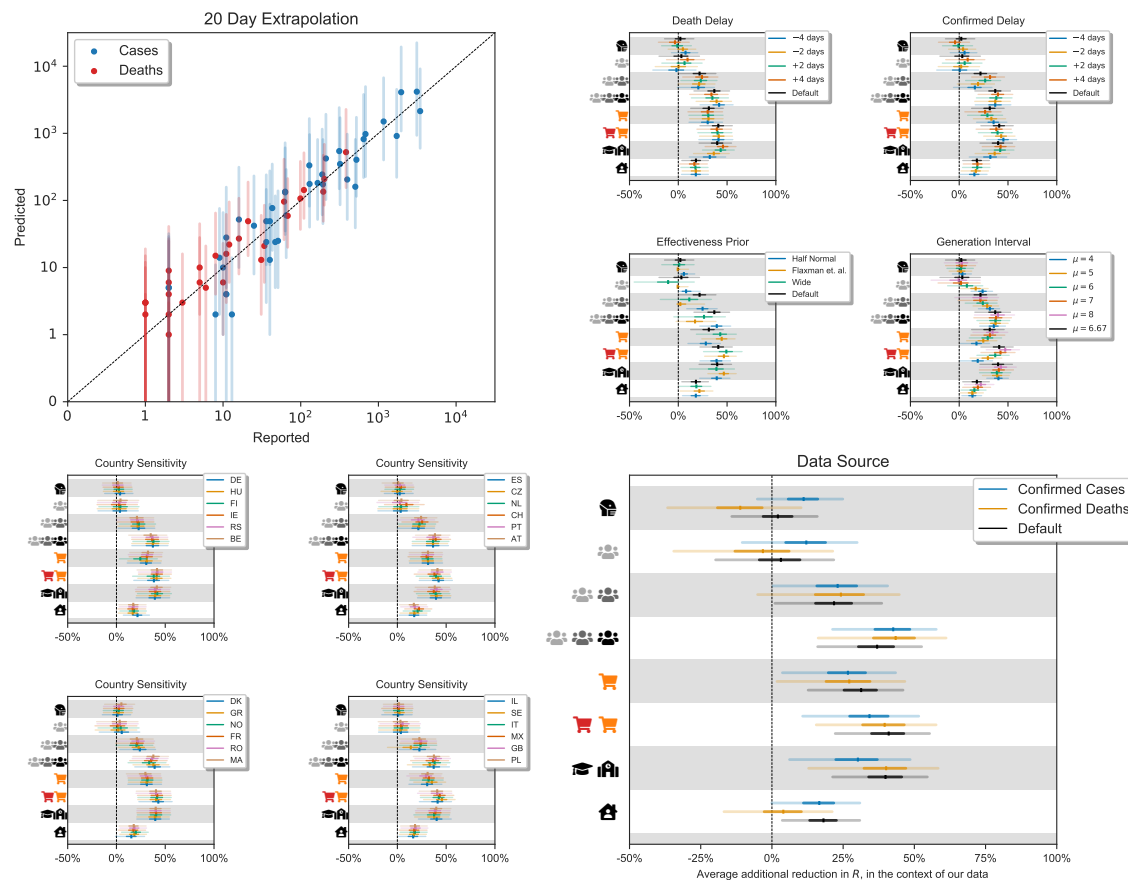 20 Day Extrapolation
Cases
Deaths
10⁴
10³
10²
10
1
0
Predicted
0
1
10
10²
10³
10⁴
Reported
Death Delay
−4 days
−2 days
+2 days
+4 days
Default
-50%
0%
50%
100%
Confirmed Delay
−4 days
−2 days
+2 days
+4 days
Default
-50%
0%
50%
100%
Effectiveness Prior
Half Normal
Flaxman et. al.
Wide
Default
-50%
0%
50%
100%
Generation Interval
μ = 4
μ = 5
μ = 6
μ = 7
μ = 8
μ = 6.67
-50%
0%
50%
100%
Country Sensitivity
DE
HU
FI
IE
RS
BE
-50%
0%
50%
100%
Country Sensitivity
ES
CZ
NL
CH
PT
AT
-50%
0%
50%
100%
Country Sensitivity
DK
GR
NO
FR
RO
MA
-50%
0%
50%
100%
Country Sensitivity
IL
SE
IT
MX
GB
PL
-50%
0%
50%
100%
Data Source
Confirmed Cases
Confirmed Deaths
Default
-50%
-25%
0%
25%
50%
75%
100%
Average additional reduction in R, in the context of our data